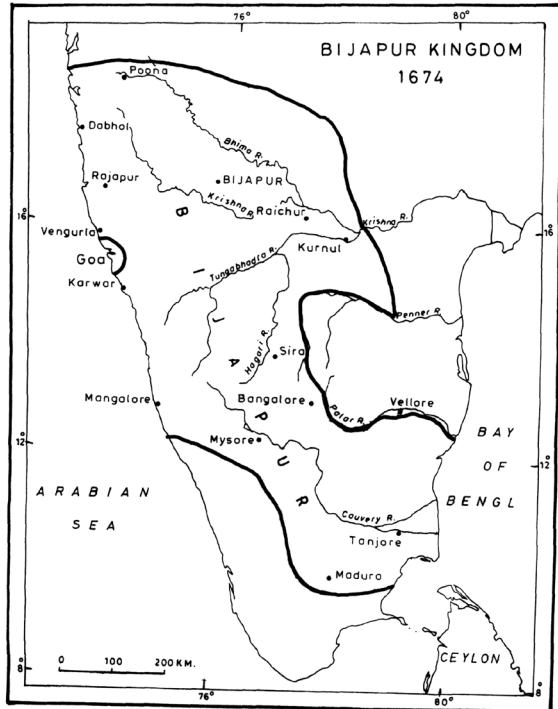 76° 80°
BIJAPUR KINGDOM
1674
Poona
Dabhol
Bhima R.
Rajapur
BIJAPUR
Krishna R.
Raichur
16°
Krishna R.
16°
Vengurla
Kurnul
Goa
Tungabhadra R.
Karwar
Penner R.
Hagari R.
Sira
Mangalore
Bangalore
Palar R.
Vellore
12°
Mysore
12°
BIJAPUR
BAY
OF
BENGL
ARABIAN
SEA
Cauvery R.
Tanjore
Madura
0 100 200 KM.
CEYLON
8° 8°
76° 80°